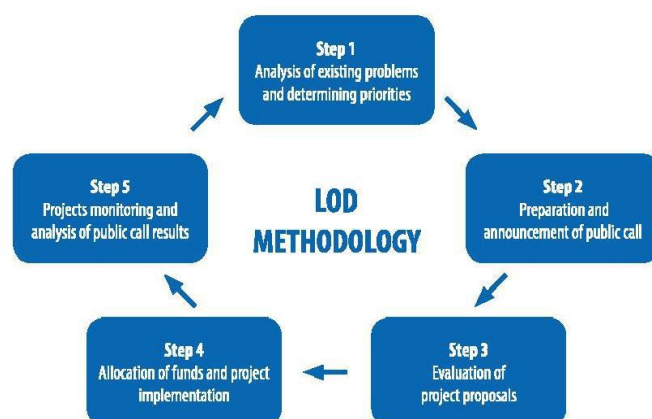 Step 1
Analysis of existing problems
and determining priorities
Step 5
Projects monitoring and
analysis of public call results
LOD
METHODOLOGY
Step 2
Preparation and
announcement of public call
Step 4
Allocation of funds and project
implementation
Step 3
Evaluation of
project proposals